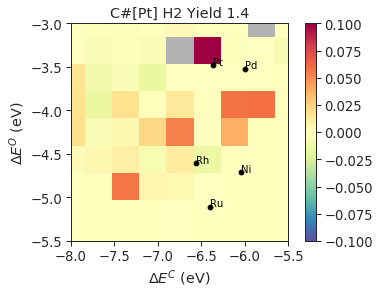 C#[Pt] H2 Yield 1.4
−3.0
−3.5
−4.0
−4.5
−5.0
−5.5
ΔE^O (eV)
Pt
Pd
Rh
Ni
Ru
−8.0 −7.5 −7.0 −6.5 −6.0 −5.5
ΔE^C (eV)
0.100
0.075
0.050
0.025
0.000
−0.025
−0.050
−0.075
−0.100